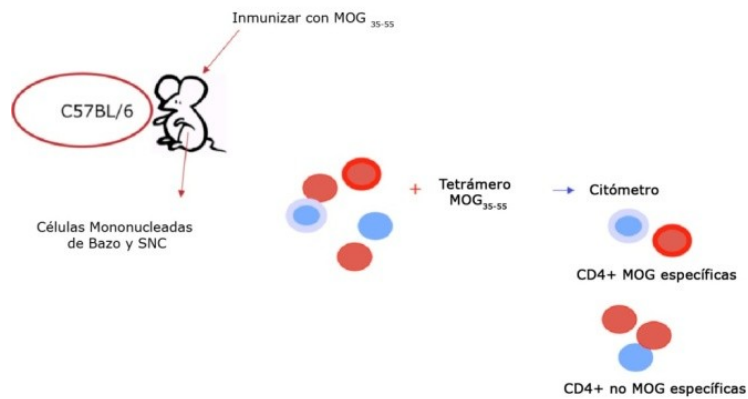 Inmunizar con MOG 35-55
C57BL/6
Células Mononucleadas
de Bazo y SNC
+ Tetrámero
MOG35-55
Citómetro
CD4+ MOG específicas
CD4+ no MOG específicas